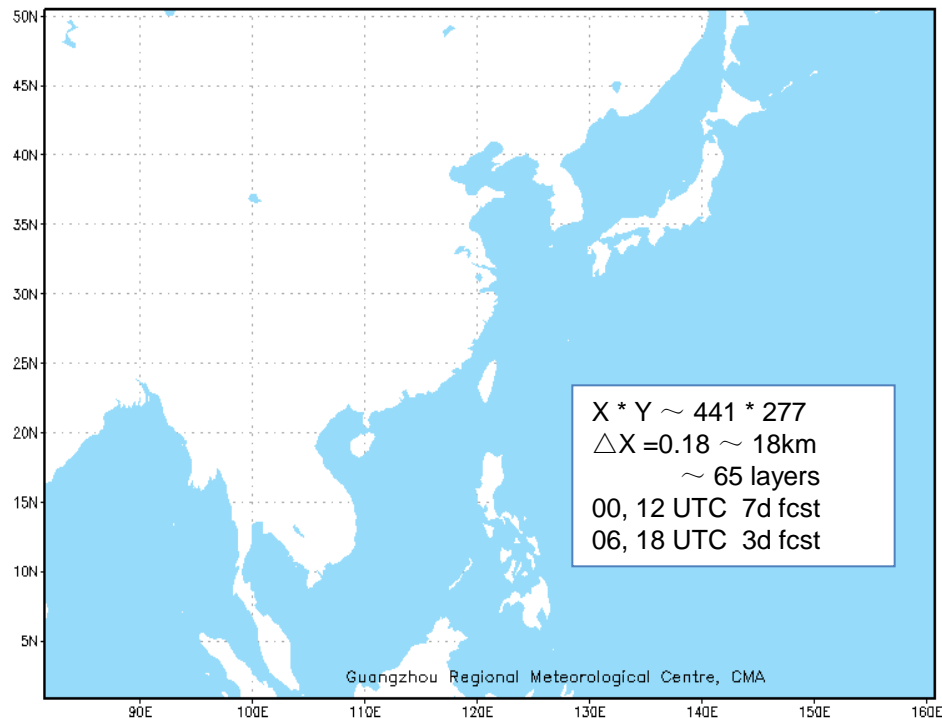 50N
45N
40N
35N
30N
25N
20N
15N
10N
5N
X * Y ～ 441 * 277
△X =0.18 ～ 18km
～ 65 layers
00, 12 UTC 7d fcst
06, 18 UTC 3d fcst
Guangzhou Regional Meteorological Centre, CMA
90E 100E 110E 120E 130E 140E 150E 160E